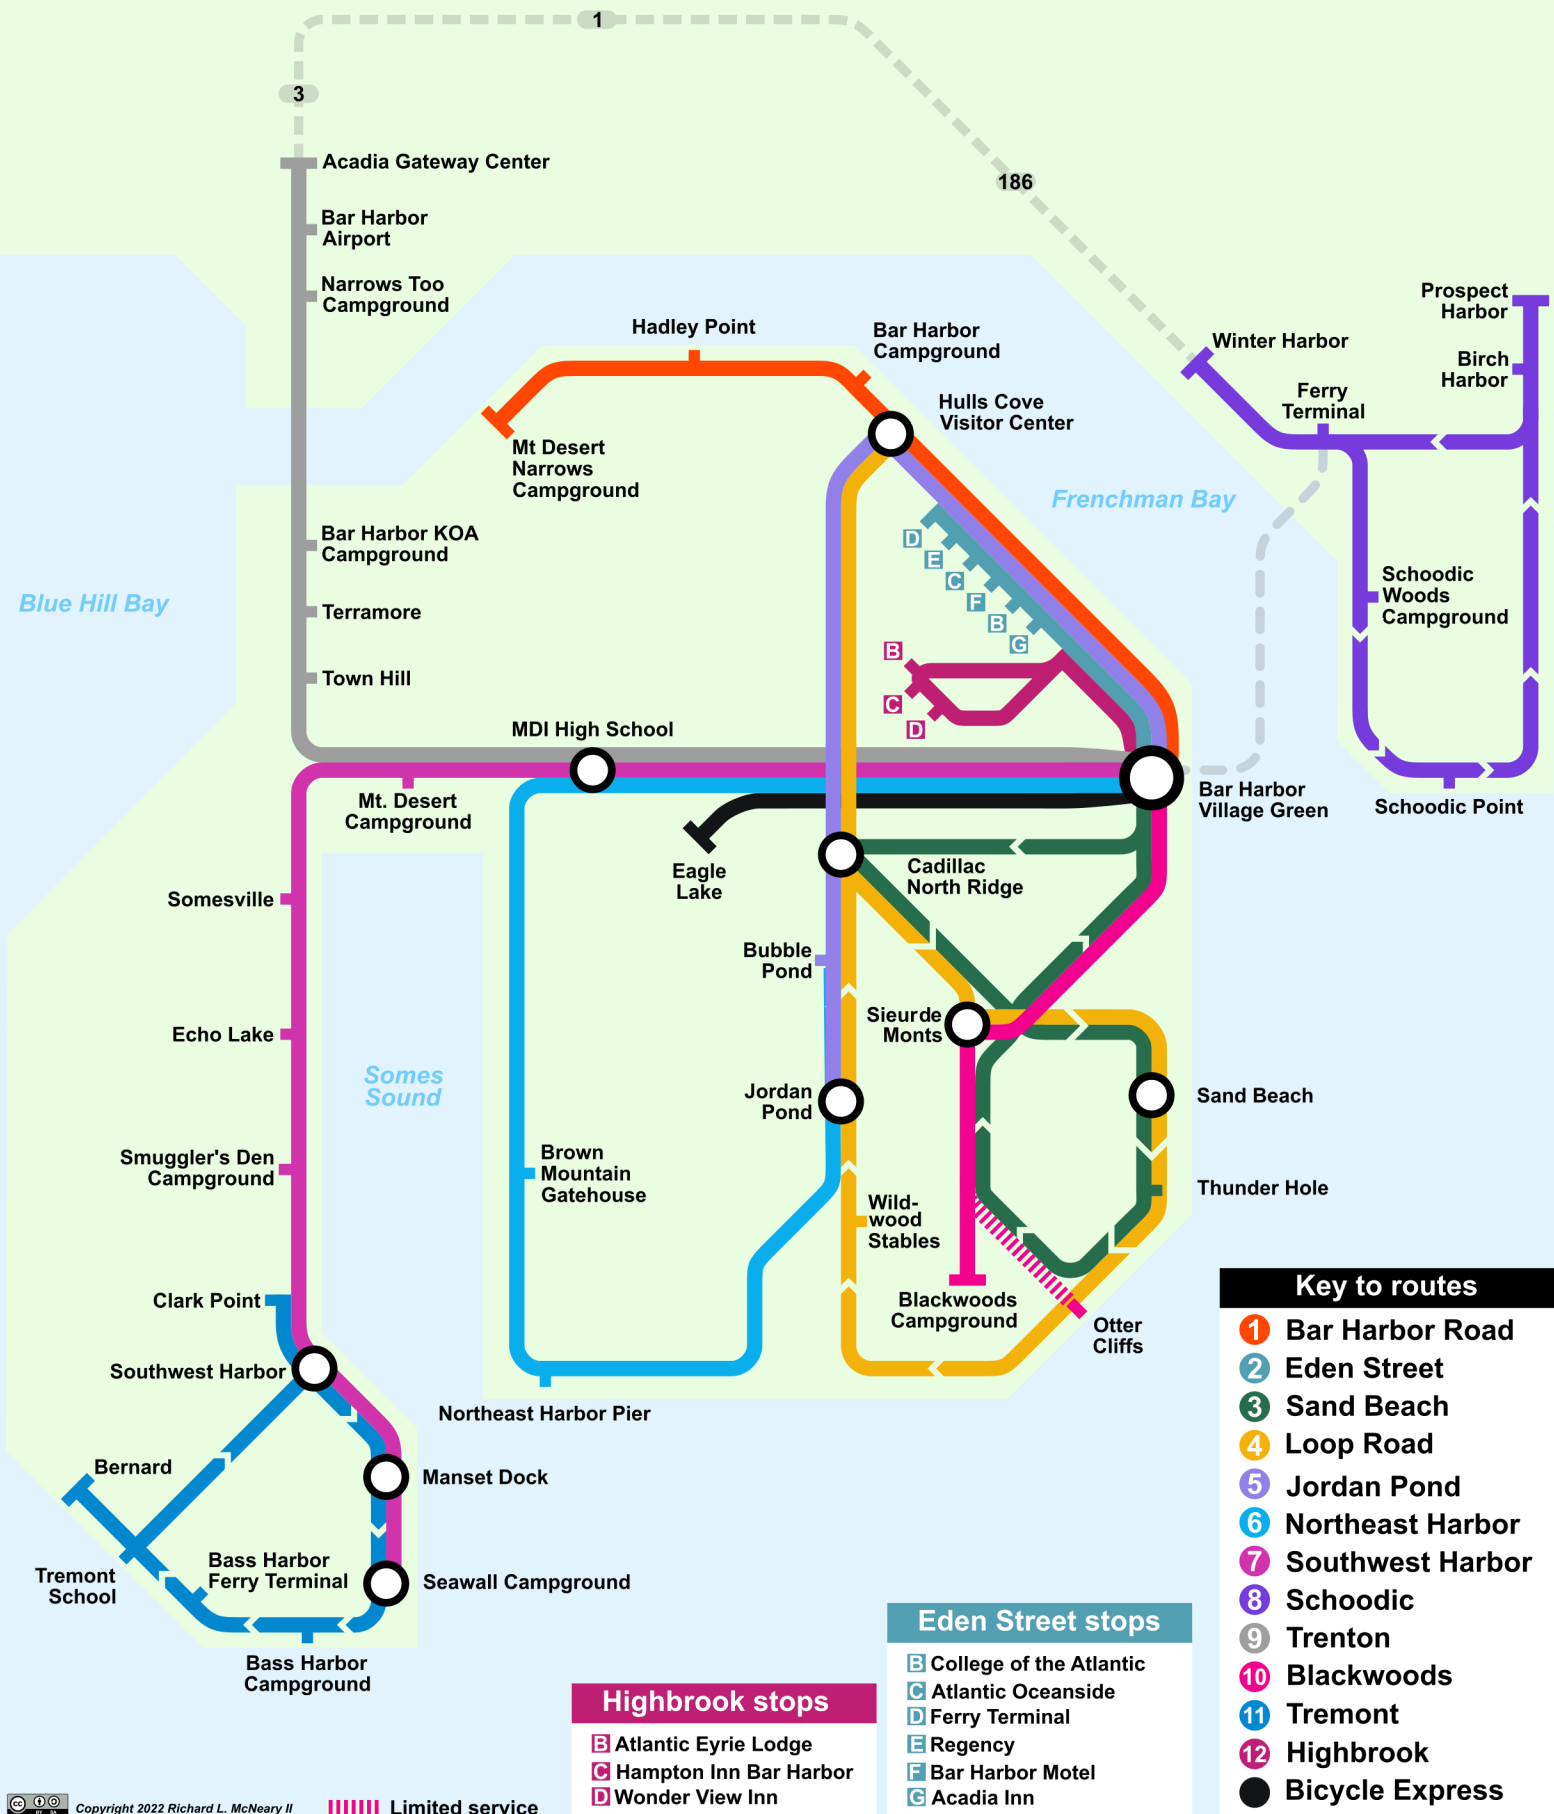 1
3
Acadia Gateway Center
186
Bar Harbor
Airport
Narrows Too
Campground
Prospect
Harbor
Hadley Point
Bar Harbor
Campground
Winter Harbor
Birch
Harbor
Ferry
Terminal
Hulls Cove
Visitor Center
Mt Desert
Narrows
Campground
Frenchman Bay
Bar Harbor KOA
Campground
D
E
C
F
B
G
Schoodic
Woods
Campground
Blue Hill Bay
Terramore
Town Hill
B
C
D
MDI High School
Mt. Desert
Campground
Bar Harbor
Village Green
Schoodic Point
Eagle
Lake
Cadillac
North Ridge
Somesville
Bubble
Pond
Echo Lake
Sieurde
Monts
Somes
Sound
Jordan
Pond
Sand Beach
Smuggler's Den
Campground
Brown
Mountain
Gatehouse
Thunder Hole
Wild-
wood
Stables
Clark Point
Blackwoods
Campground
Otter
Cliffs
Southwest Harbor
Northeast Harbor Pier
Bernard
Manset Dock
Tremont
School
Bass Harbor
Ferry Terminal
Seawall Campground
Bass Harbor
Campground
Key to routes
1 Bar Harbor Road
2 Eden Street
3 Sand Beach
4 Loop Road
5 Jordan Pond
6 Northeast Harbor
7 Southwest Harbor
8 Schoodic
9 Trenton
10 Blackwoods
11 Tremont
12 Highbrook
Bicycle Express
Eden Street stops
B College of the Atlantic
C Atlantic Oceanside
D Ferry Terminal
E Regency
F Bar Harbor Motel
G Acadia Inn
Highbrook stops
B Atlantic Eyrie Lodge
C Hampton Inn Bar Harbor
D Wonder View Inn
cc
Copyright 2022 Richard L. McNeary II
Limited service